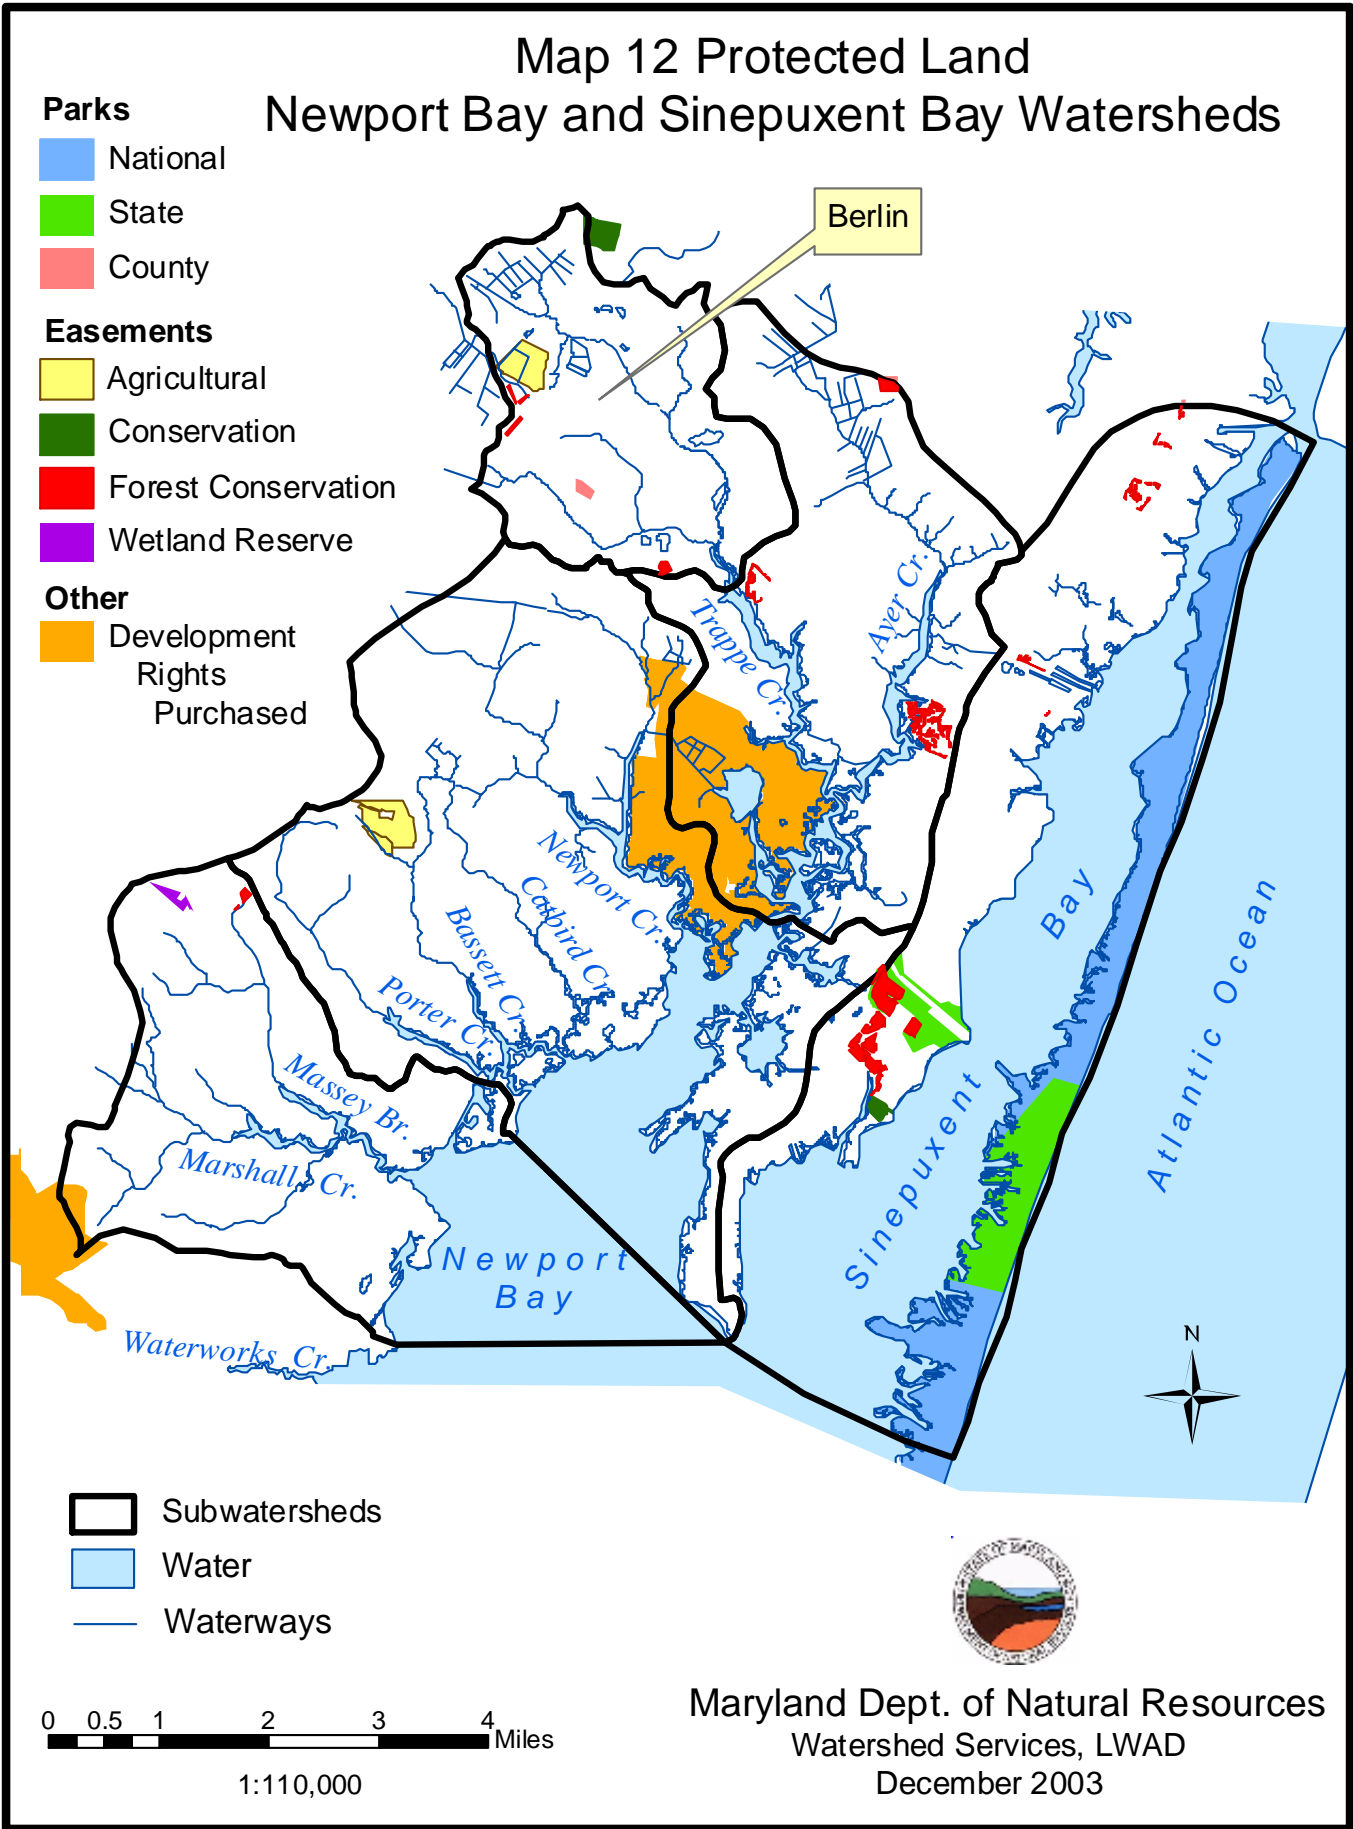 Map 12 Protected Land
Newport Bay and Sinepuxent Bay Watersheds
Parks
National
State
County
Easements
Agricultural
Conservation
Forest Conservation
Wetland Reserve
Other
Development
Rights
Purchased
Berlin
Trappe Cr.
Ayer Cr.
Newport Cr.
Catbird Cr.
Bassett Cr.
Porter Cr.
Massey Br.
Marshall Cr.
Newport
Bay
Waterworks Cr.
Sinepuxent
Bay
Atlantic Ocean
N
Subwatersheds
Water
Waterways
0 0.5 1 2 3 4
Miles
1:110,000
Maryland Dept. of Natural Resources
Watershed Services, LWAD
December 2003